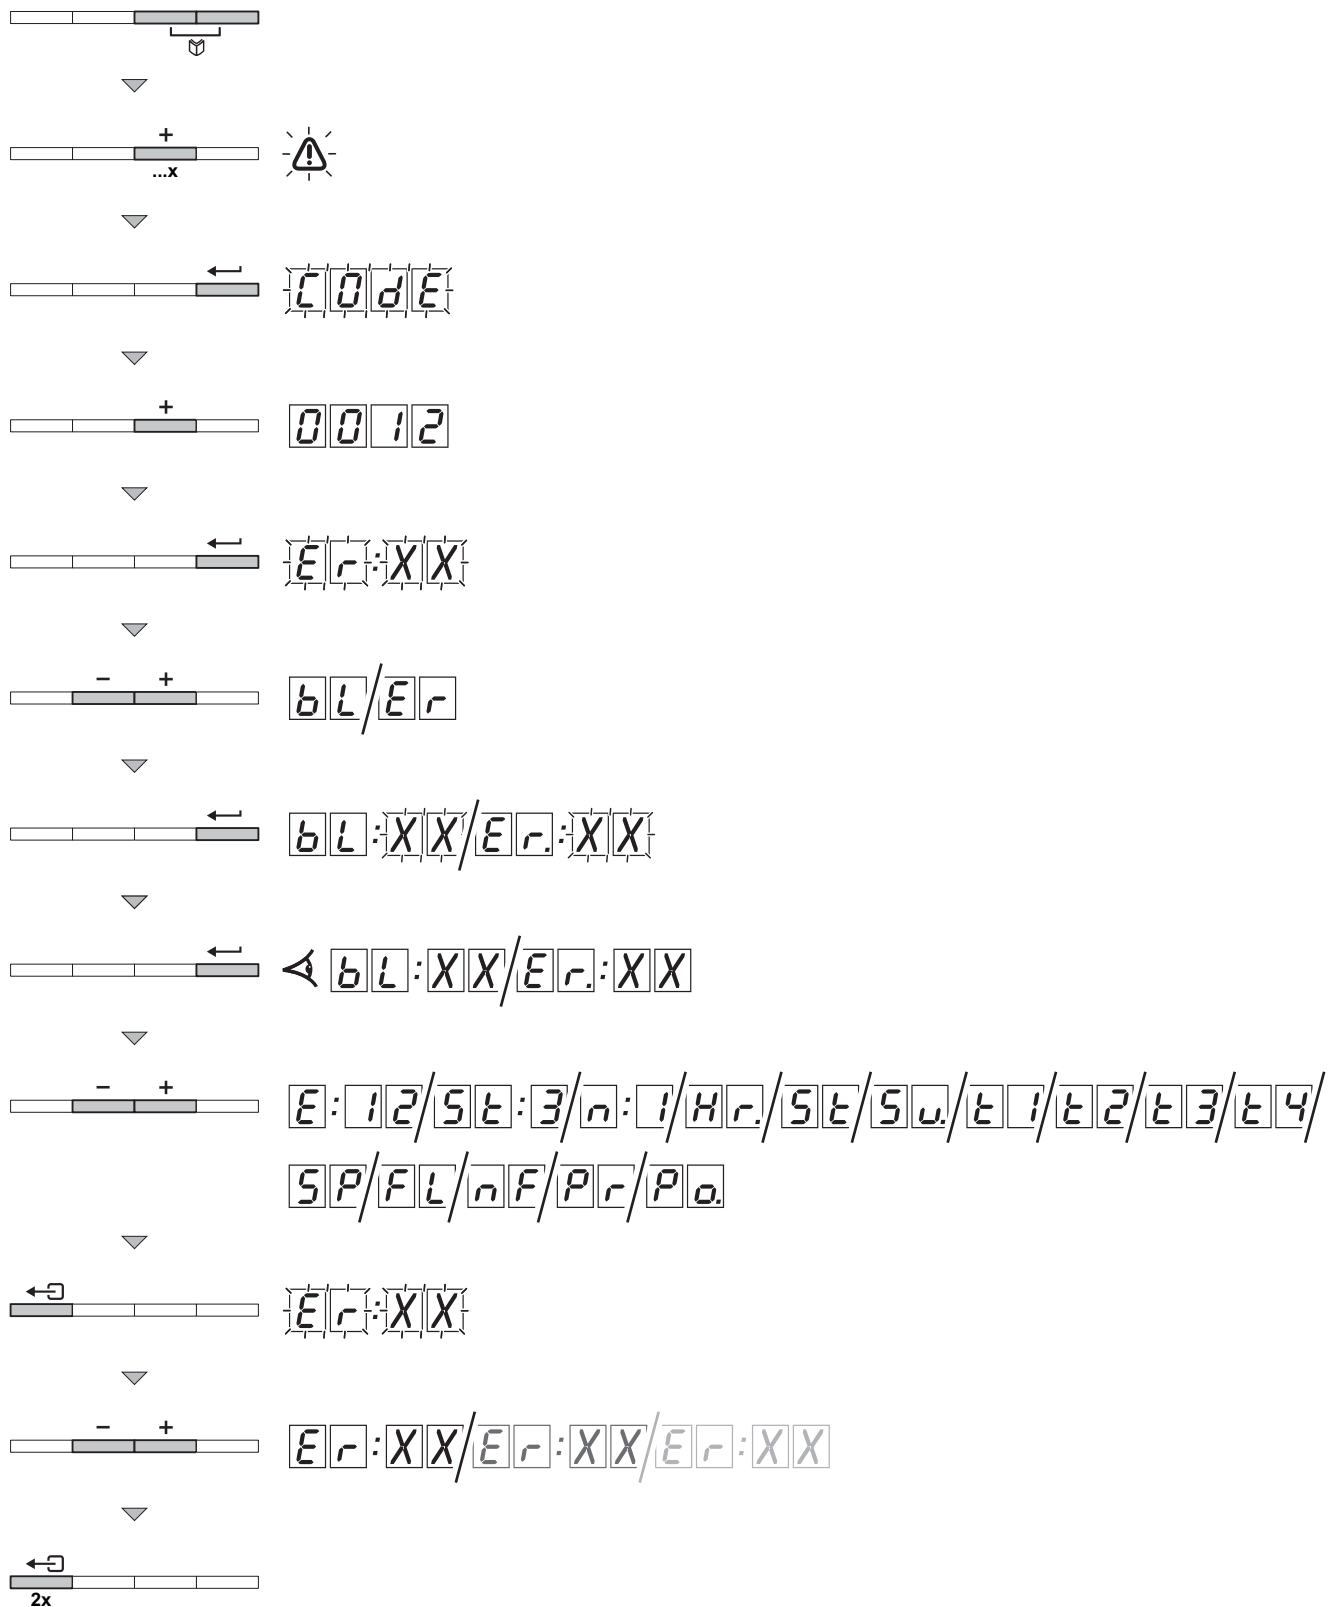 +
...x
C0dE
+
0012
Er:XX
- +
bL/Er
bL:XX/Er.:XX
bL:XX/Er.:XX
- +
E:12/St:3/n:1/Hr./St/Su./t1/t2/t3/t4/
SP/FL/nF/Pr/Po.
Er:XX
- +
Er:XX/Er:XX/Er:XX
2x